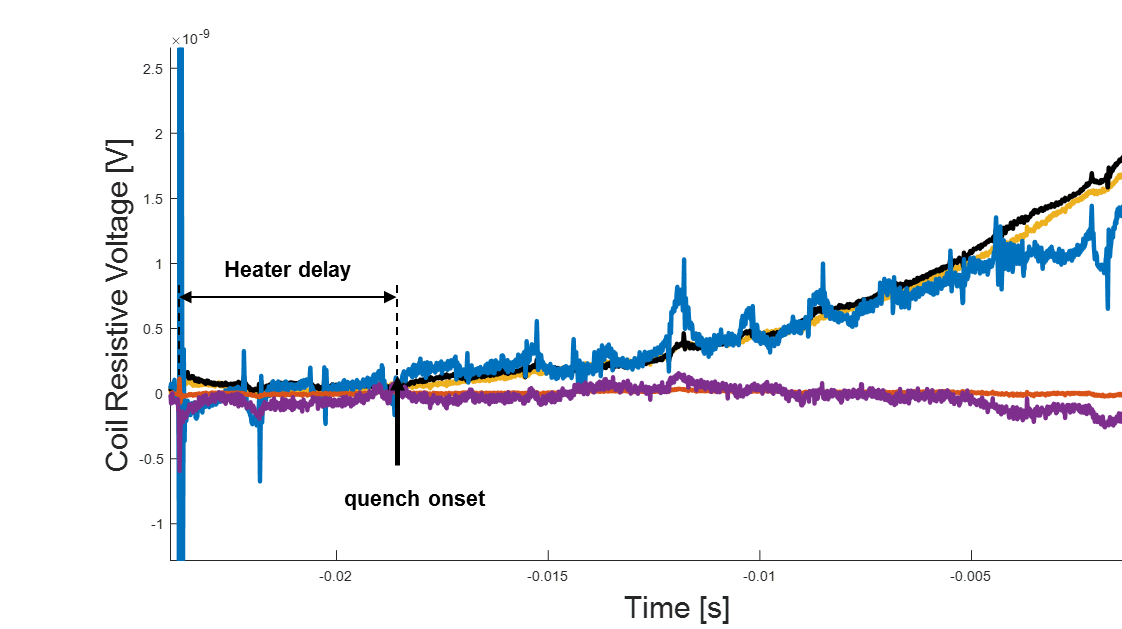 ×10-9
2.5
2
1.5
1
0.5
0
-0.5
-1
Coil Resistive Voltage [V]
Heater delay
quench onset
-0.02 -0.015 -0.01 -0.005
Time [s]